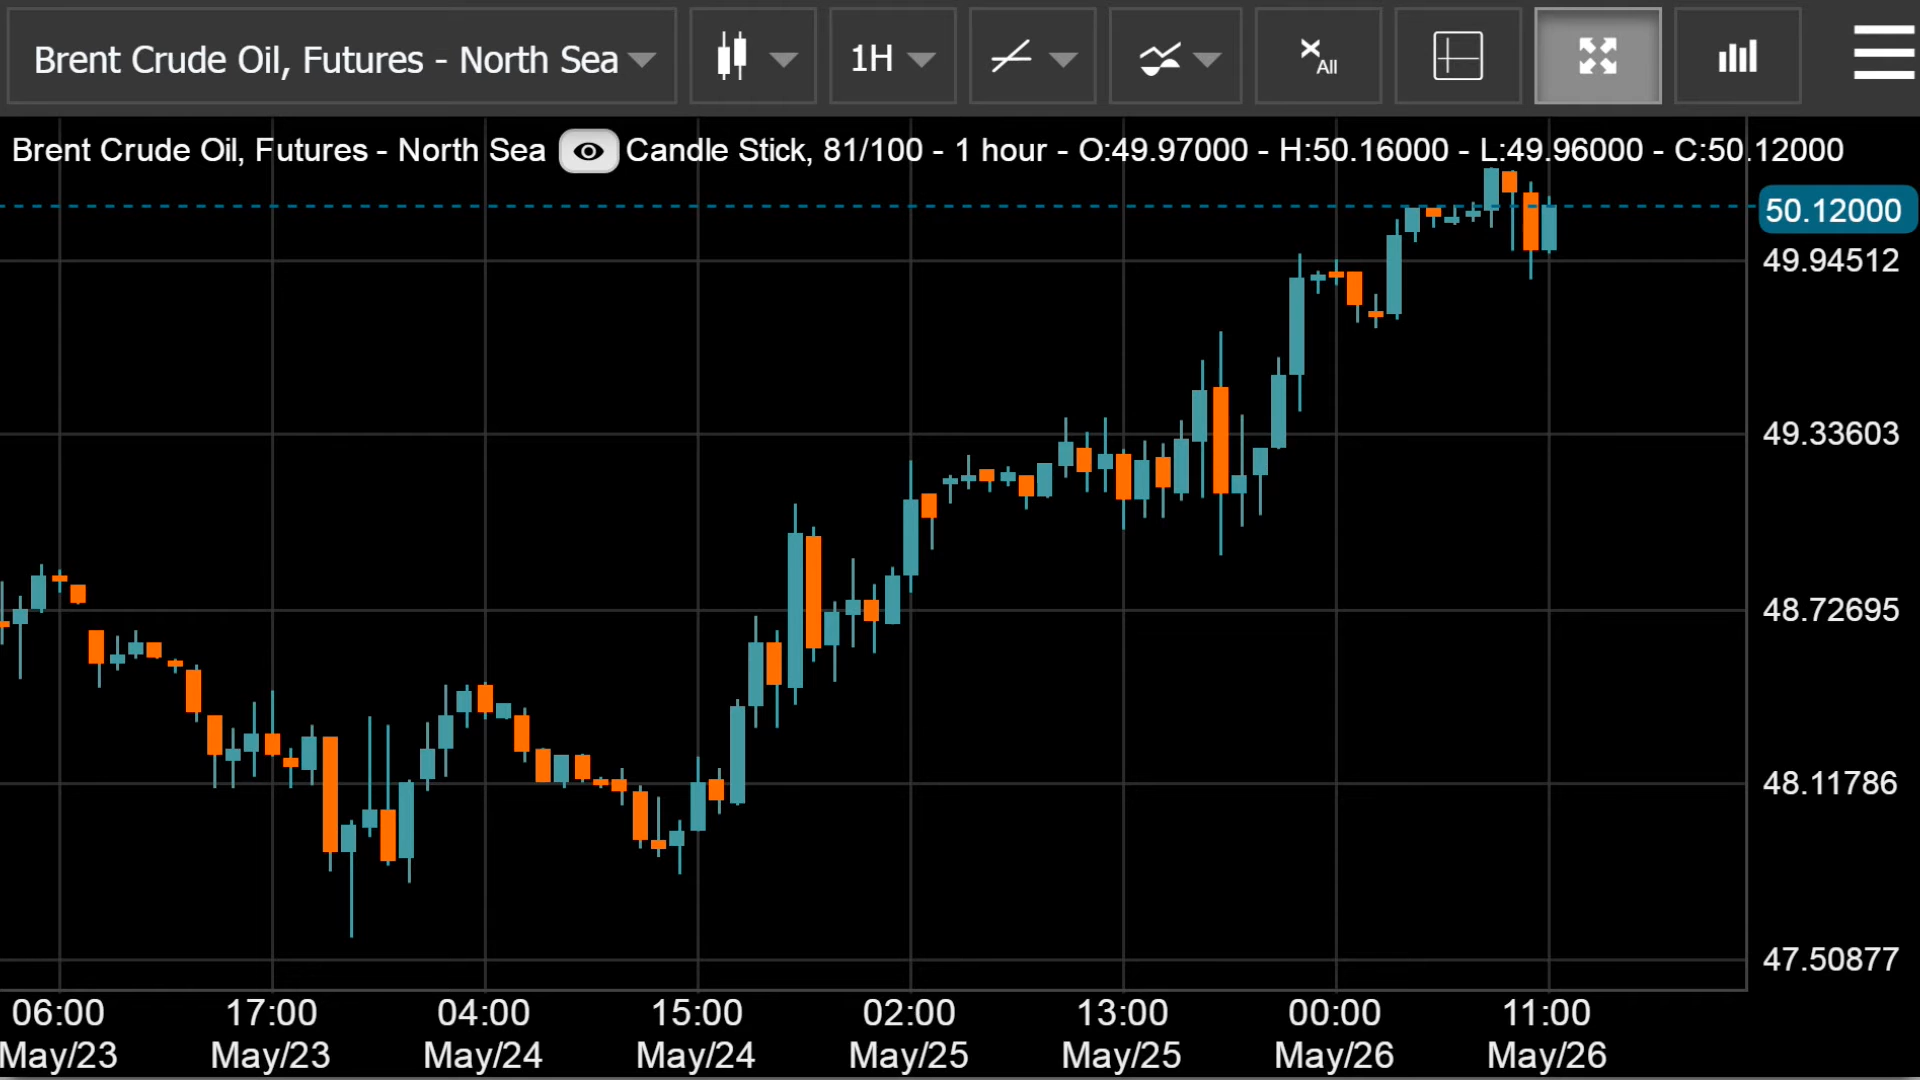 Brent Crude Oil, Futures - North Sea 1H x All
Brent Crude Oil, Futures - North Sea Candle Stick, 81/100 - 1 hour - O:49.97000 - H:50.16000 - L:49.96000 - C:50.12000
50.12000
49.94512
49.33603
48.72695
48.11786
47.50877
06:00 17:00 04:00 15:00 02:00 13:00 00:00 11:00
May/23 May/23 May/24 May/24 May/25 May/25 May/26 May/26